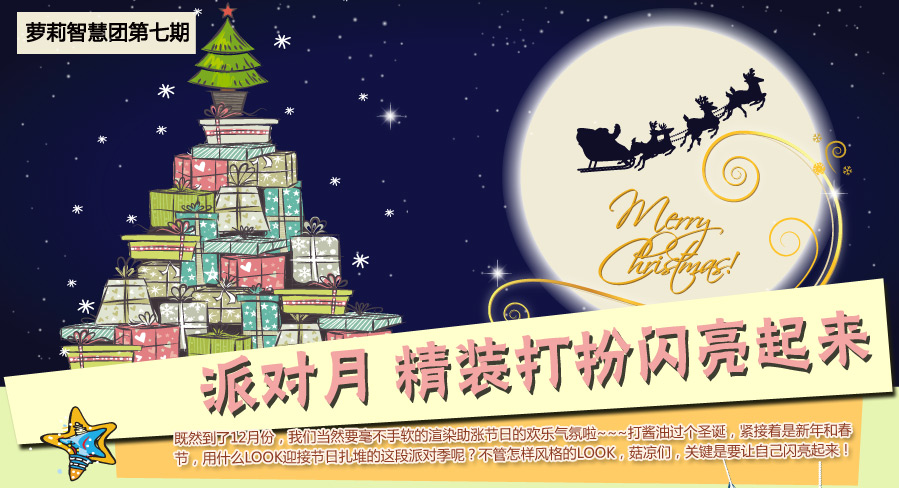 萝莉智慧团第七期
Merry
Christmas!
派对月 精装打扮闪亮起来
既然到了12月份，我们当然要毫不手软的渲染助涨节日的欢乐气氛啦~~~打酱油过个圣诞，紧接着是新年和春
节，用什么LOOK迎接节日扎堆的这段派对季呢？不管怎样风格的LOOK，菇凉们，关键是要让自己闪亮起来！